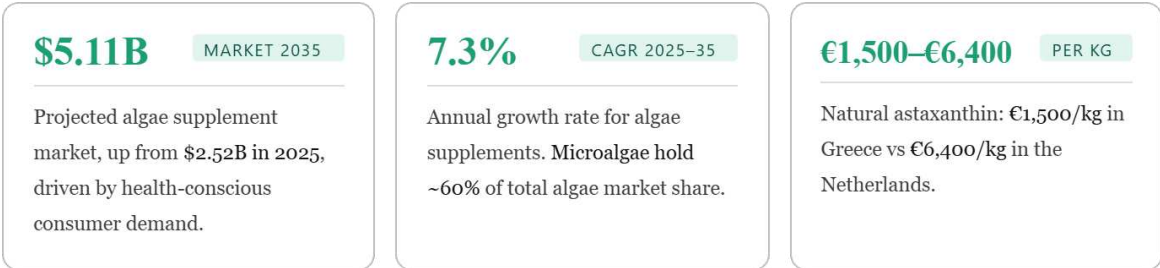 $5.11B MARKET 2035
Projected algae supplement
market, up from $2.52B in 2025,
driven by health-conscious
consumer demand.
7.3% CAGR 2025–35
Annual growth rate for algae
supplements. Microalgae hold
~60% of total algae market share.
€1,500–€6,400 PER KG
Natural astaxanthin: €1,500/kg in
Greece vs €6,400/kg in the
Netherlands.